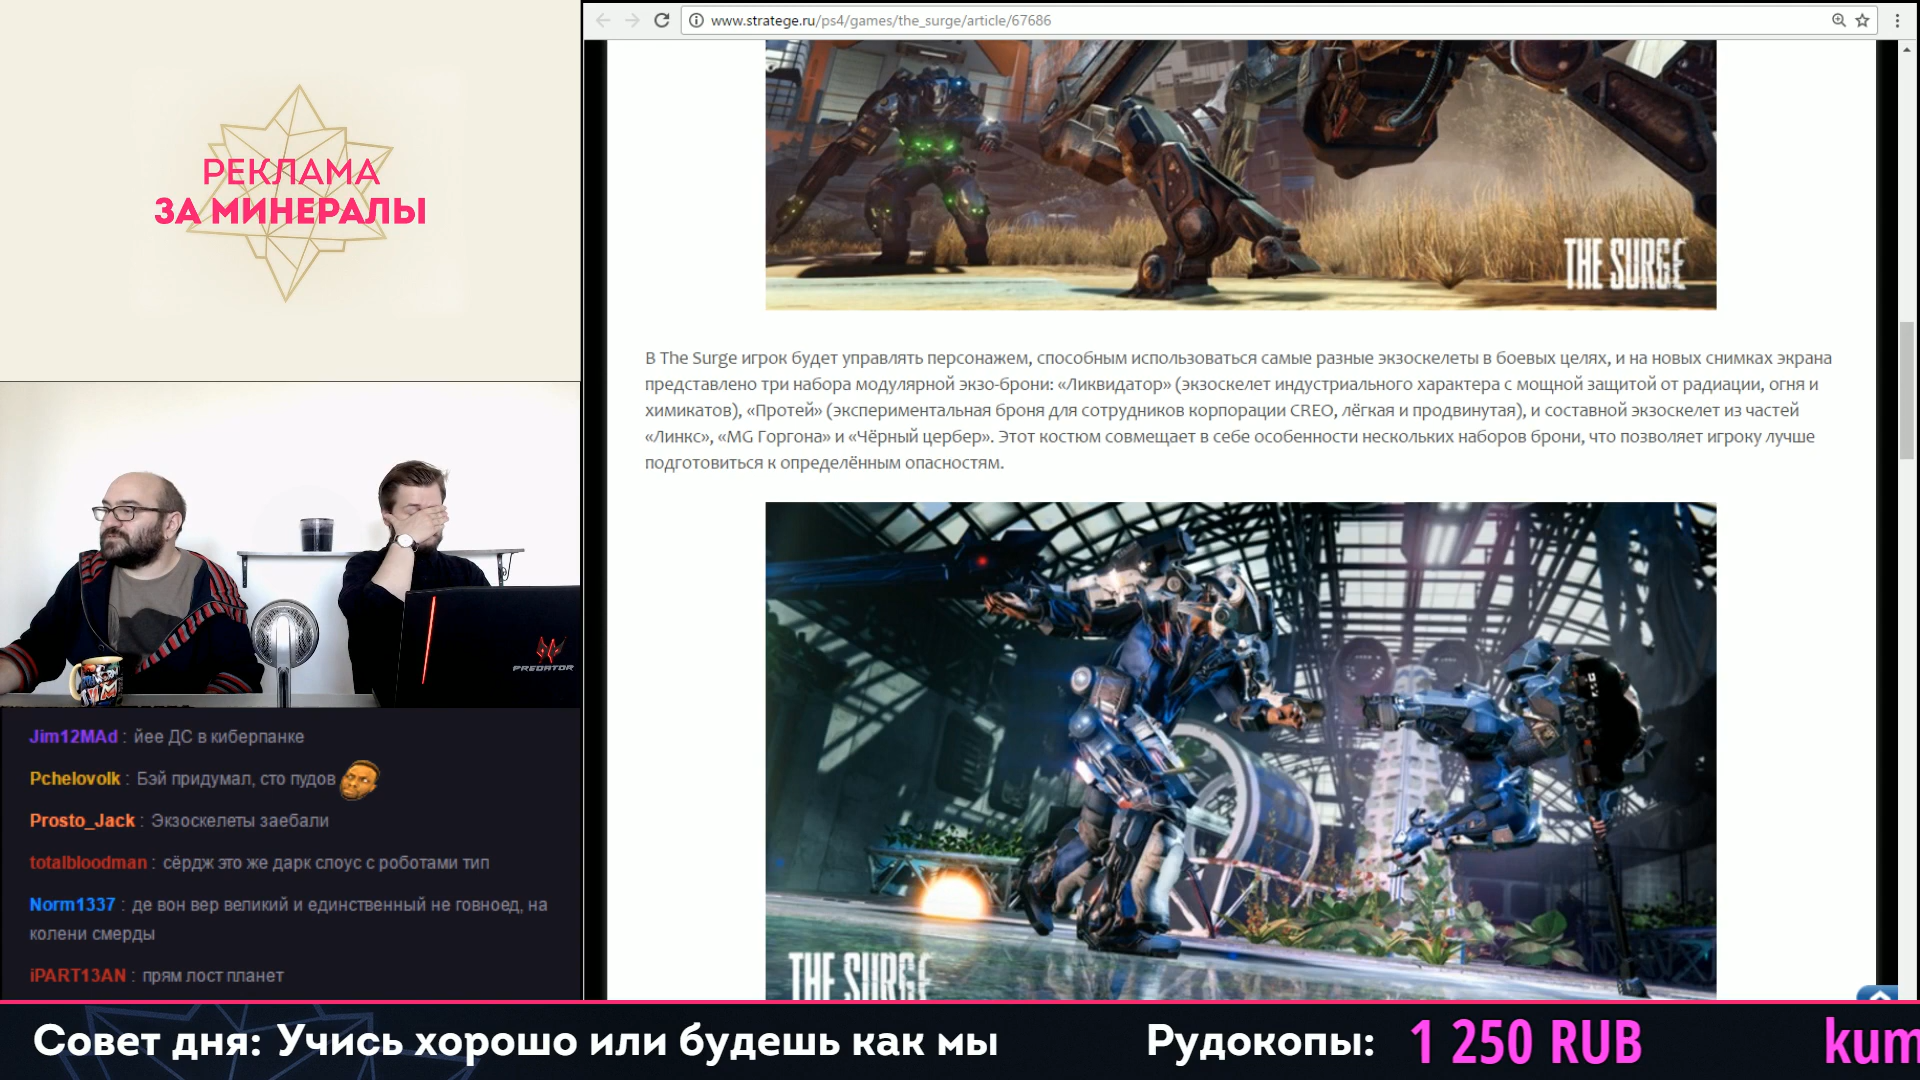 www.stratege.ru/ps4/games/the_surge/article/67686
РЕКЛАМА
ЗА МИНЕРАЛЫ
THE SURGE
В The Surge игрок будет управлять персонажем, способным использоваться самые разные экзоскелеты в боевых целях, и на новых снимках экрана
представлено три набора модулярной экзо-брони: «Ликвидатор» (экзоскелет индустриального характера с мощной защитой от радиации, огня и
химикатов), «Протей» (экспериментальная броня для сотрудников корпорации CREO, лёгкая и продвинутая), и составной экзоскелет из частей
«Линкс», «MG Горгона» и «Чёрный цербер». Этот костюм совмещает в себе особенности нескольких наборов брони, что позволяет игроку лучше
подготовиться к определённым опасностям.
PREDATOR
THE SURGE
Jim12MAd : йее ДС в киберпанке
Pchelovolk : Бэй придумал, сто пудов
Prosto_Jack : Экзоскелеты заебали
totalbloodman : сёрдж это же дарк слоус с роботами тип
Norm1337 : де вон вер великий и единственный не говноед, на
колени смерды
iPART13AN : прям лост планет
Совет дня: Учись хорошо или будешь как мы
Рудокопы: 1 250 RUB
kum